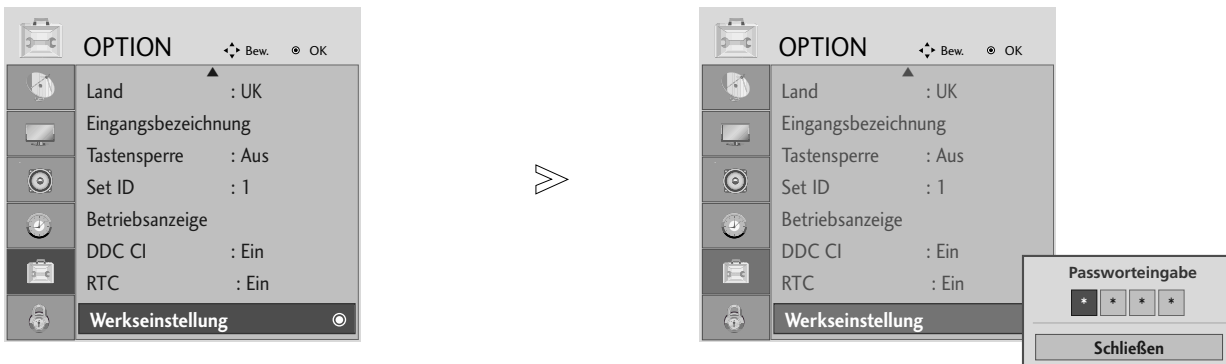 OPTION Bew. OK
Land : UK
Eingangsbezeichnung
Tastensperre : Aus
Set ID : 1
Betriebsanzeige
DDC CI : Ein
RTC : Ein
Werkseinstellung
OPTION Bew. OK
Land : UK
Eingangsbezeichnung
Tastensperre : Aus
Set ID : 1
Betriebsanzeige
DDC CI : Ein
RTC : Ein
Werkseinstellung
Passworteingabe
* * * *
Schließen